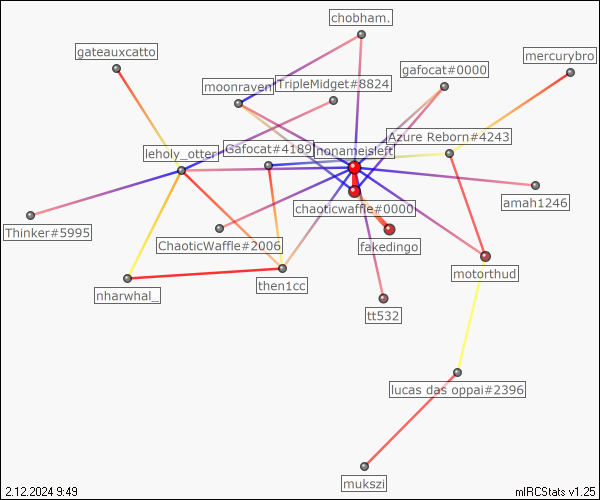 chobham.
gateauxcatto
mercurybro
gafocat#0000
moonraven
TripleMidget#8824
Azure Reborn#4243
Gafocat#4189
nonameisleft
leholy_otter
amah1246
chaoticwaffle#0000
Thinker#5995
ChaoticWaffle#2006
fakedingo
motorthud
then1cc
nharwhal_
tt532
lucas das oppai#2396
mukszi
2.12.2024 9:49
mIRCStats v1.25